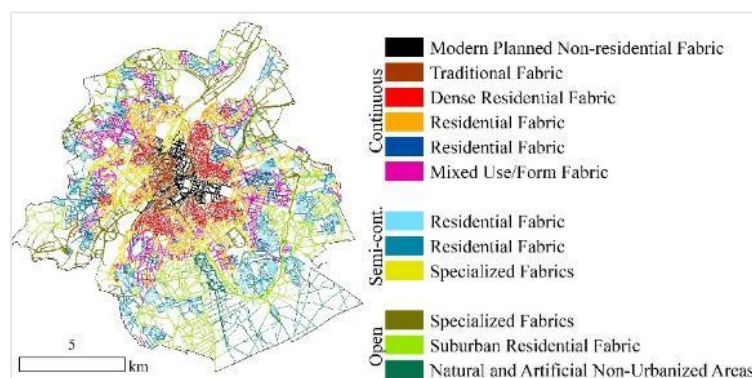 Continuous
Modern Planned Non-residential Fabric
Traditional Fabric
Dense Residential Fabric
Residential Fabric
Residential Fabric
Mixed Use/Form Fabric
Semi-cont.
Residential Fabric
Residential Fabric
Specialized Fabrics
Open
Specialized Fabrics
Suburban Residential Fabric
Natural and Artificial Non-Urbanized Areas
5
km